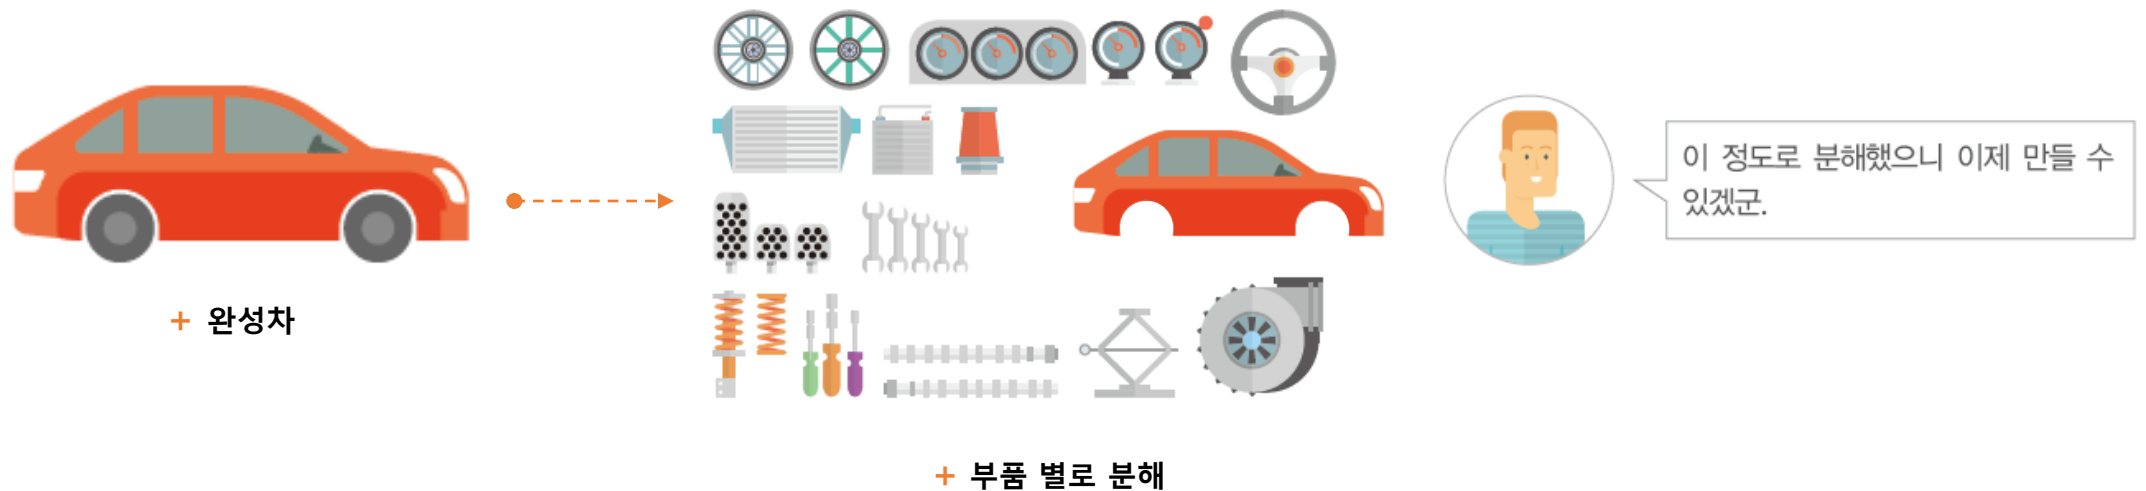 이 정도로 분해했으니 이제 만들 수
있겠군.
+ 완성차
+ 부품 별로 분해